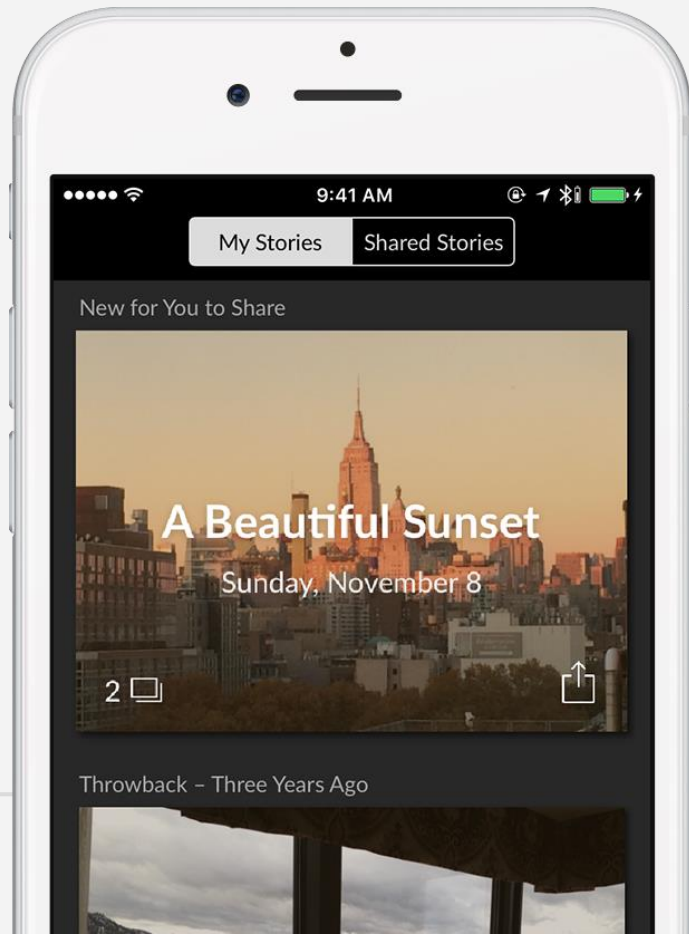 9:41 AM
My Stories Shared Stories
New for You to Share
A Beautiful Sunset
Sunday, November 8
2
Throwback – Three Years Ago